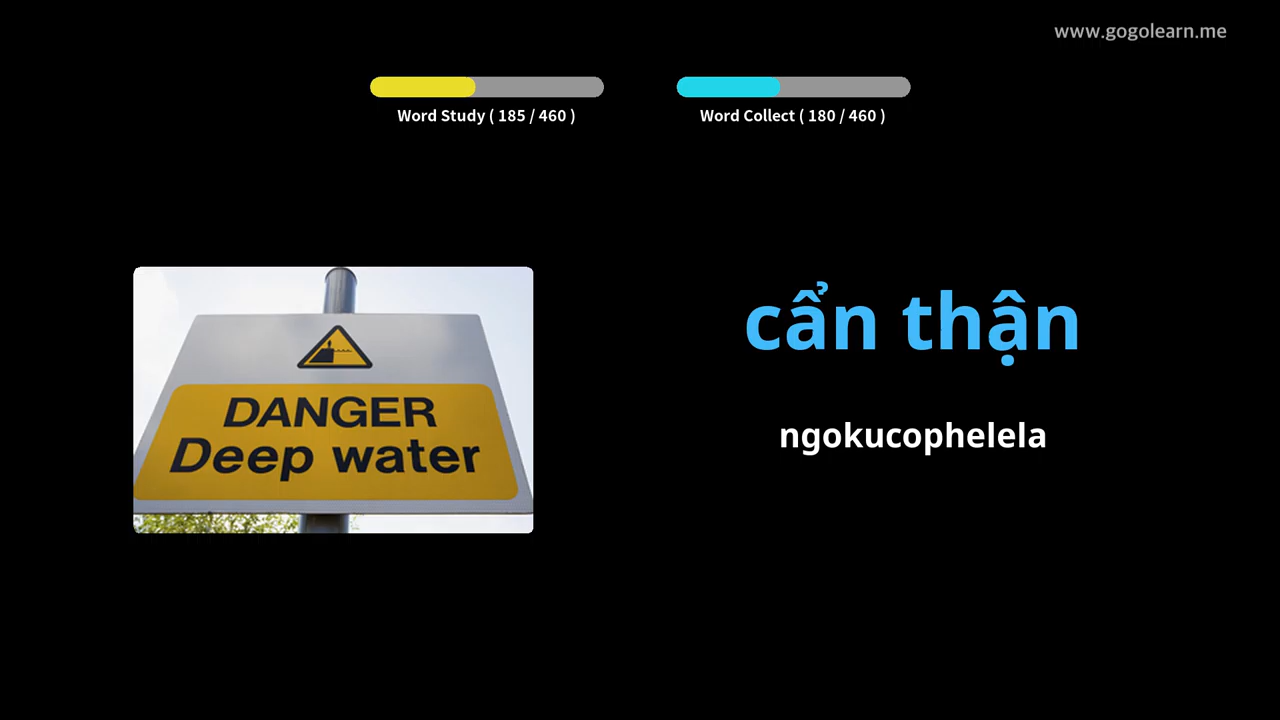 www.gogolearn.me
Word Study ( 185 / 460 )
Word Collect ( 180 / 460 )
DANGER
Deep water
cẩn thận
ngokucophelela